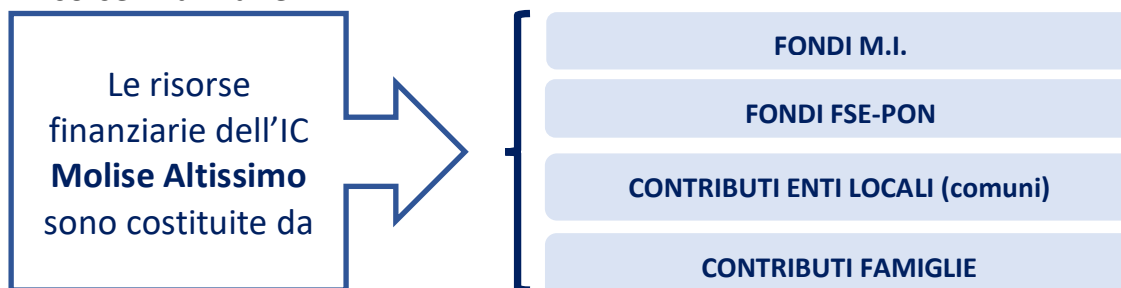 Le risorse
finanziarie dell'IC
Molise Altissimo
sono costituite da
FONDI M.I.
FONDI FSE-PON
CONTRIBUTI ENTI LOCALI (comuni)
CONTRIBUTI FAMIGLIE